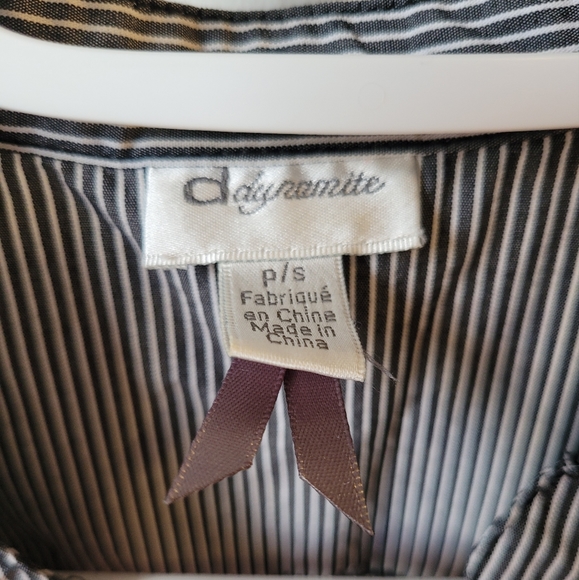 d dynamite
p/s
Fabriqué
en Chine
Made in
China